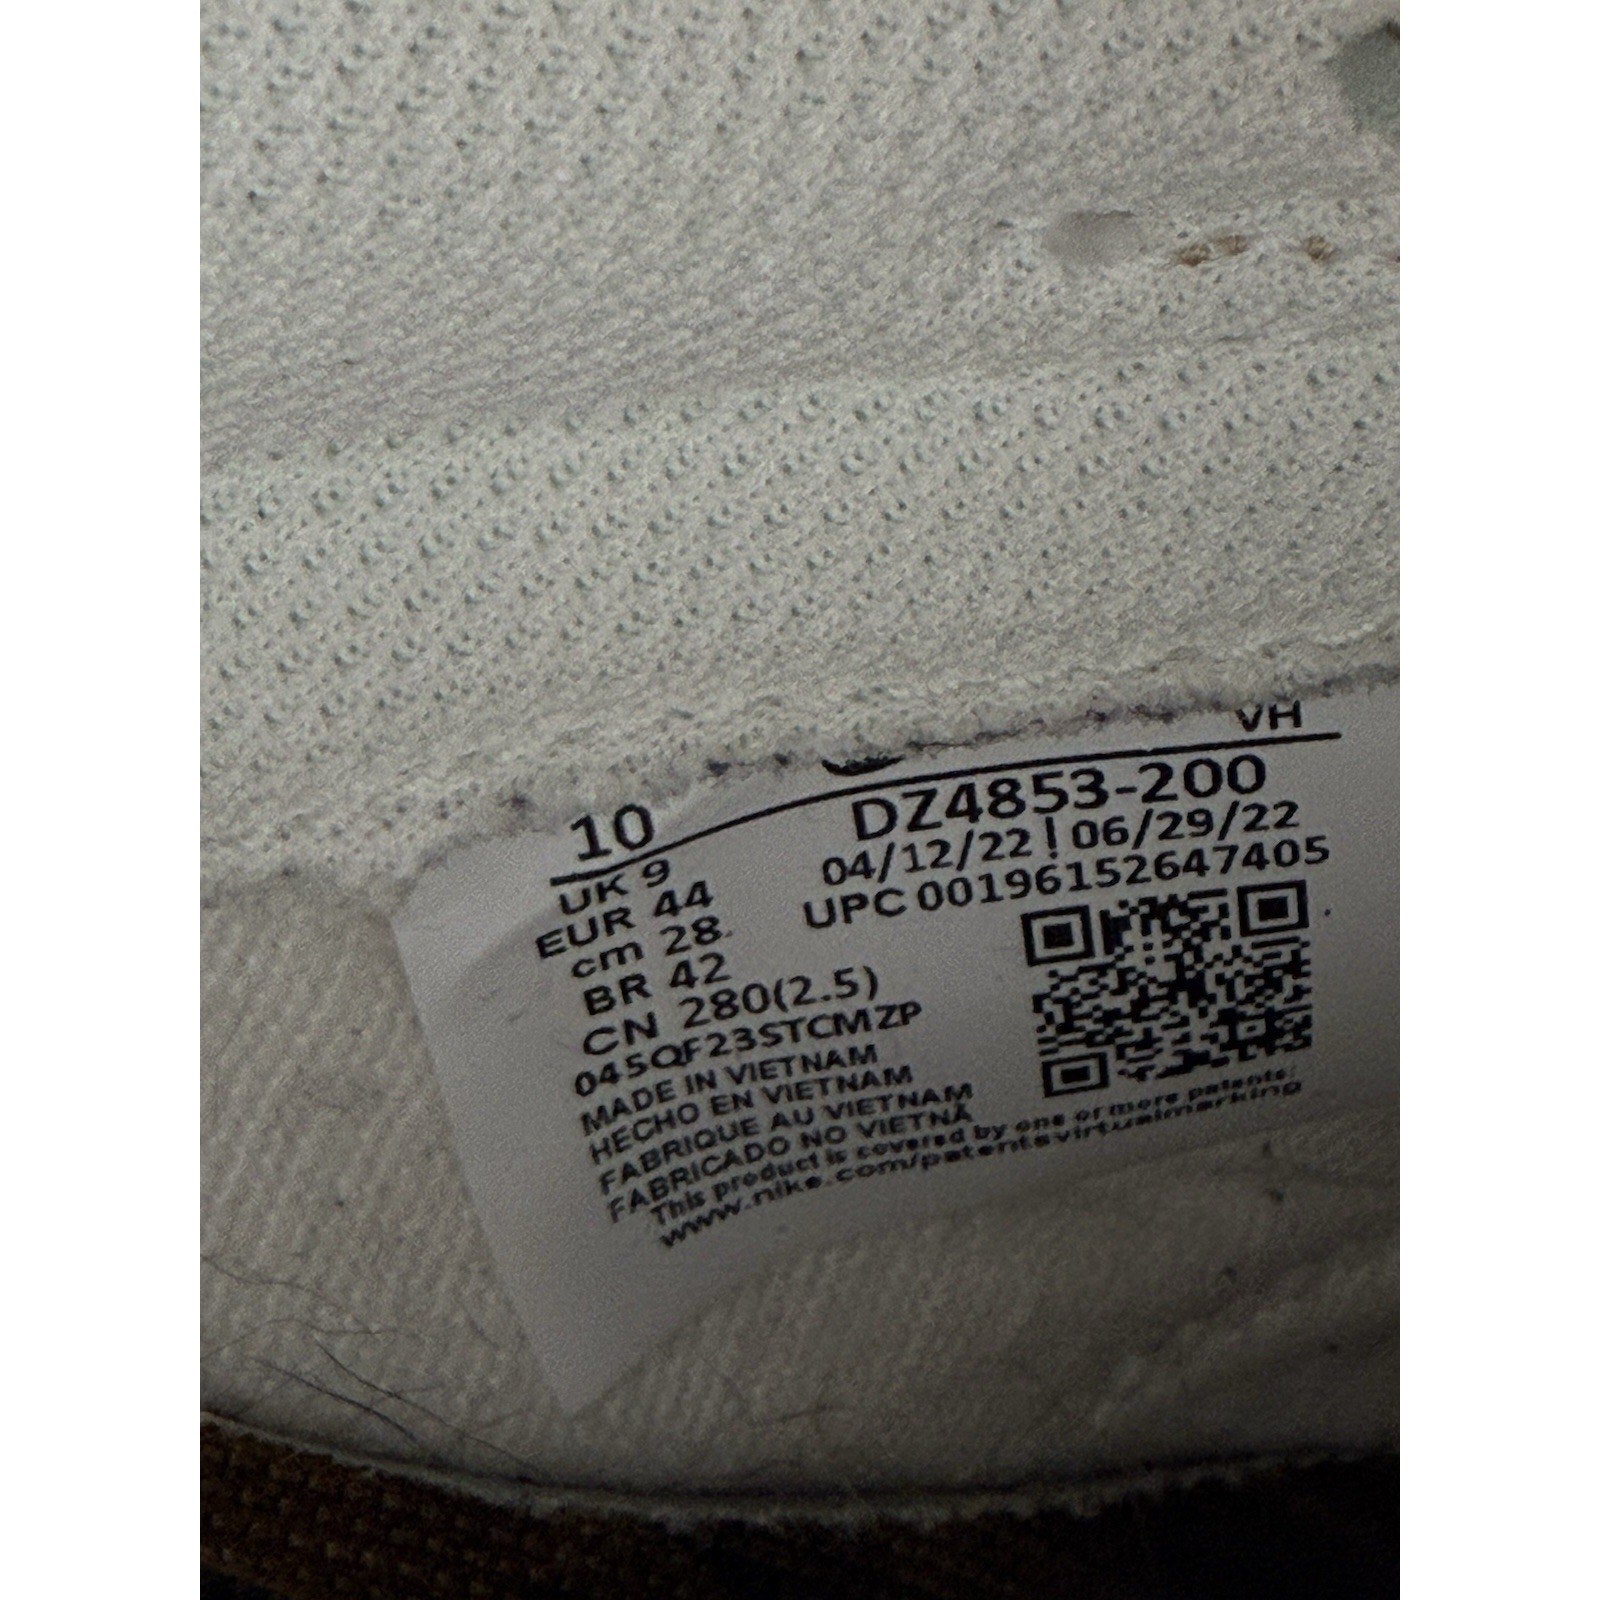 VH
10
DZ4853-200
UK 9
04/12/22 ! 06/29/22
EUR 44
UPC 00196152647405
cm 28
BR 42
CN 280(2.5)
045QF23STCMZP
MADE IN VIETNAM
HECHO EN VIETNAM
FABRIQUE AU VIETNAM
FABRICADO NO VIETNÃ
This product is covered by one or more patents:
www.nike.com/patentsvirtualmarking